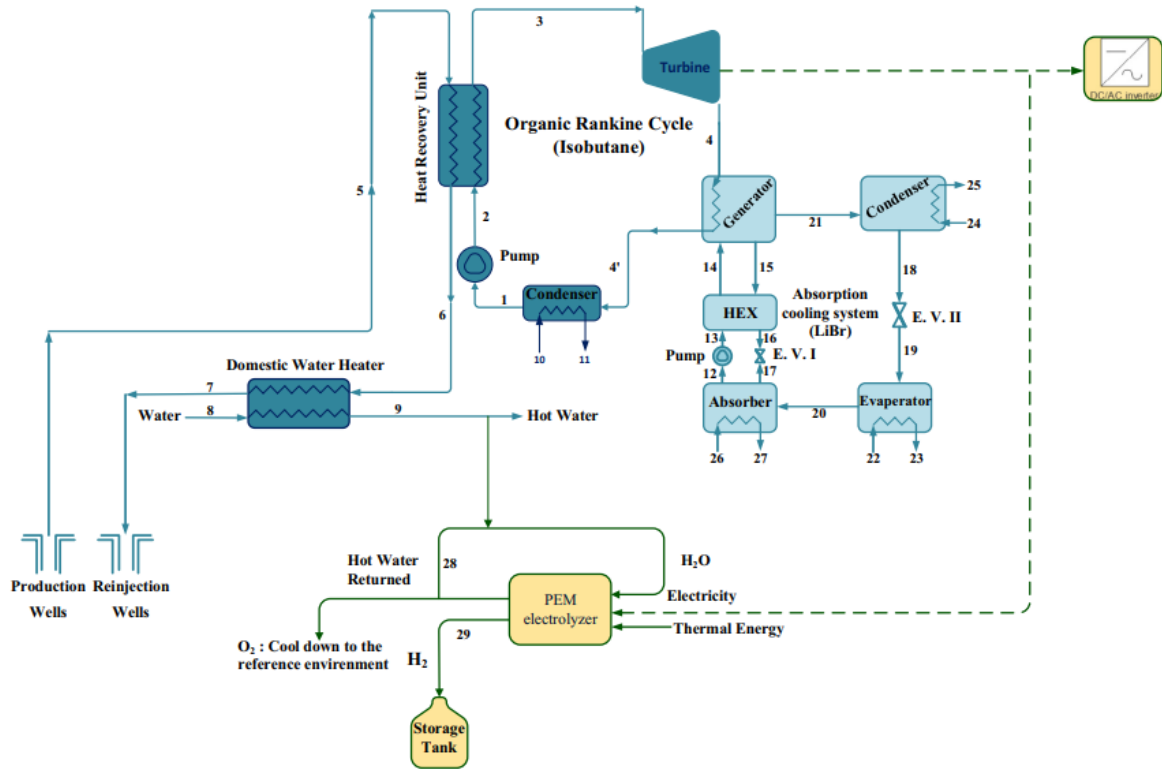 3
Turbine
DC/AC inverter
Heat Recovery Unit
Organic Rankine Cycle
(Isobutane)
4
5
Generator
Condenser
25
21
24
2
Pump
4'
14
15
18
Condenser
1
HEX
Absorption
cooling system
(LiBr)
E. V. II
6
10
11
13
16
Pump
E. V. I
19
12
17
Domestic Water Heater
7
Water
8
9
Hot Water
Absorber
20
Evaperator
26
27
22
23
Hot Water
Returned
28
H₂O
Production
Wells
Reinjection
Wells
PEM
electrolyzer
Electricity
Thermal Energy
29
O₂ : Cool down to the
reference environment
H₂
Storage
Tank